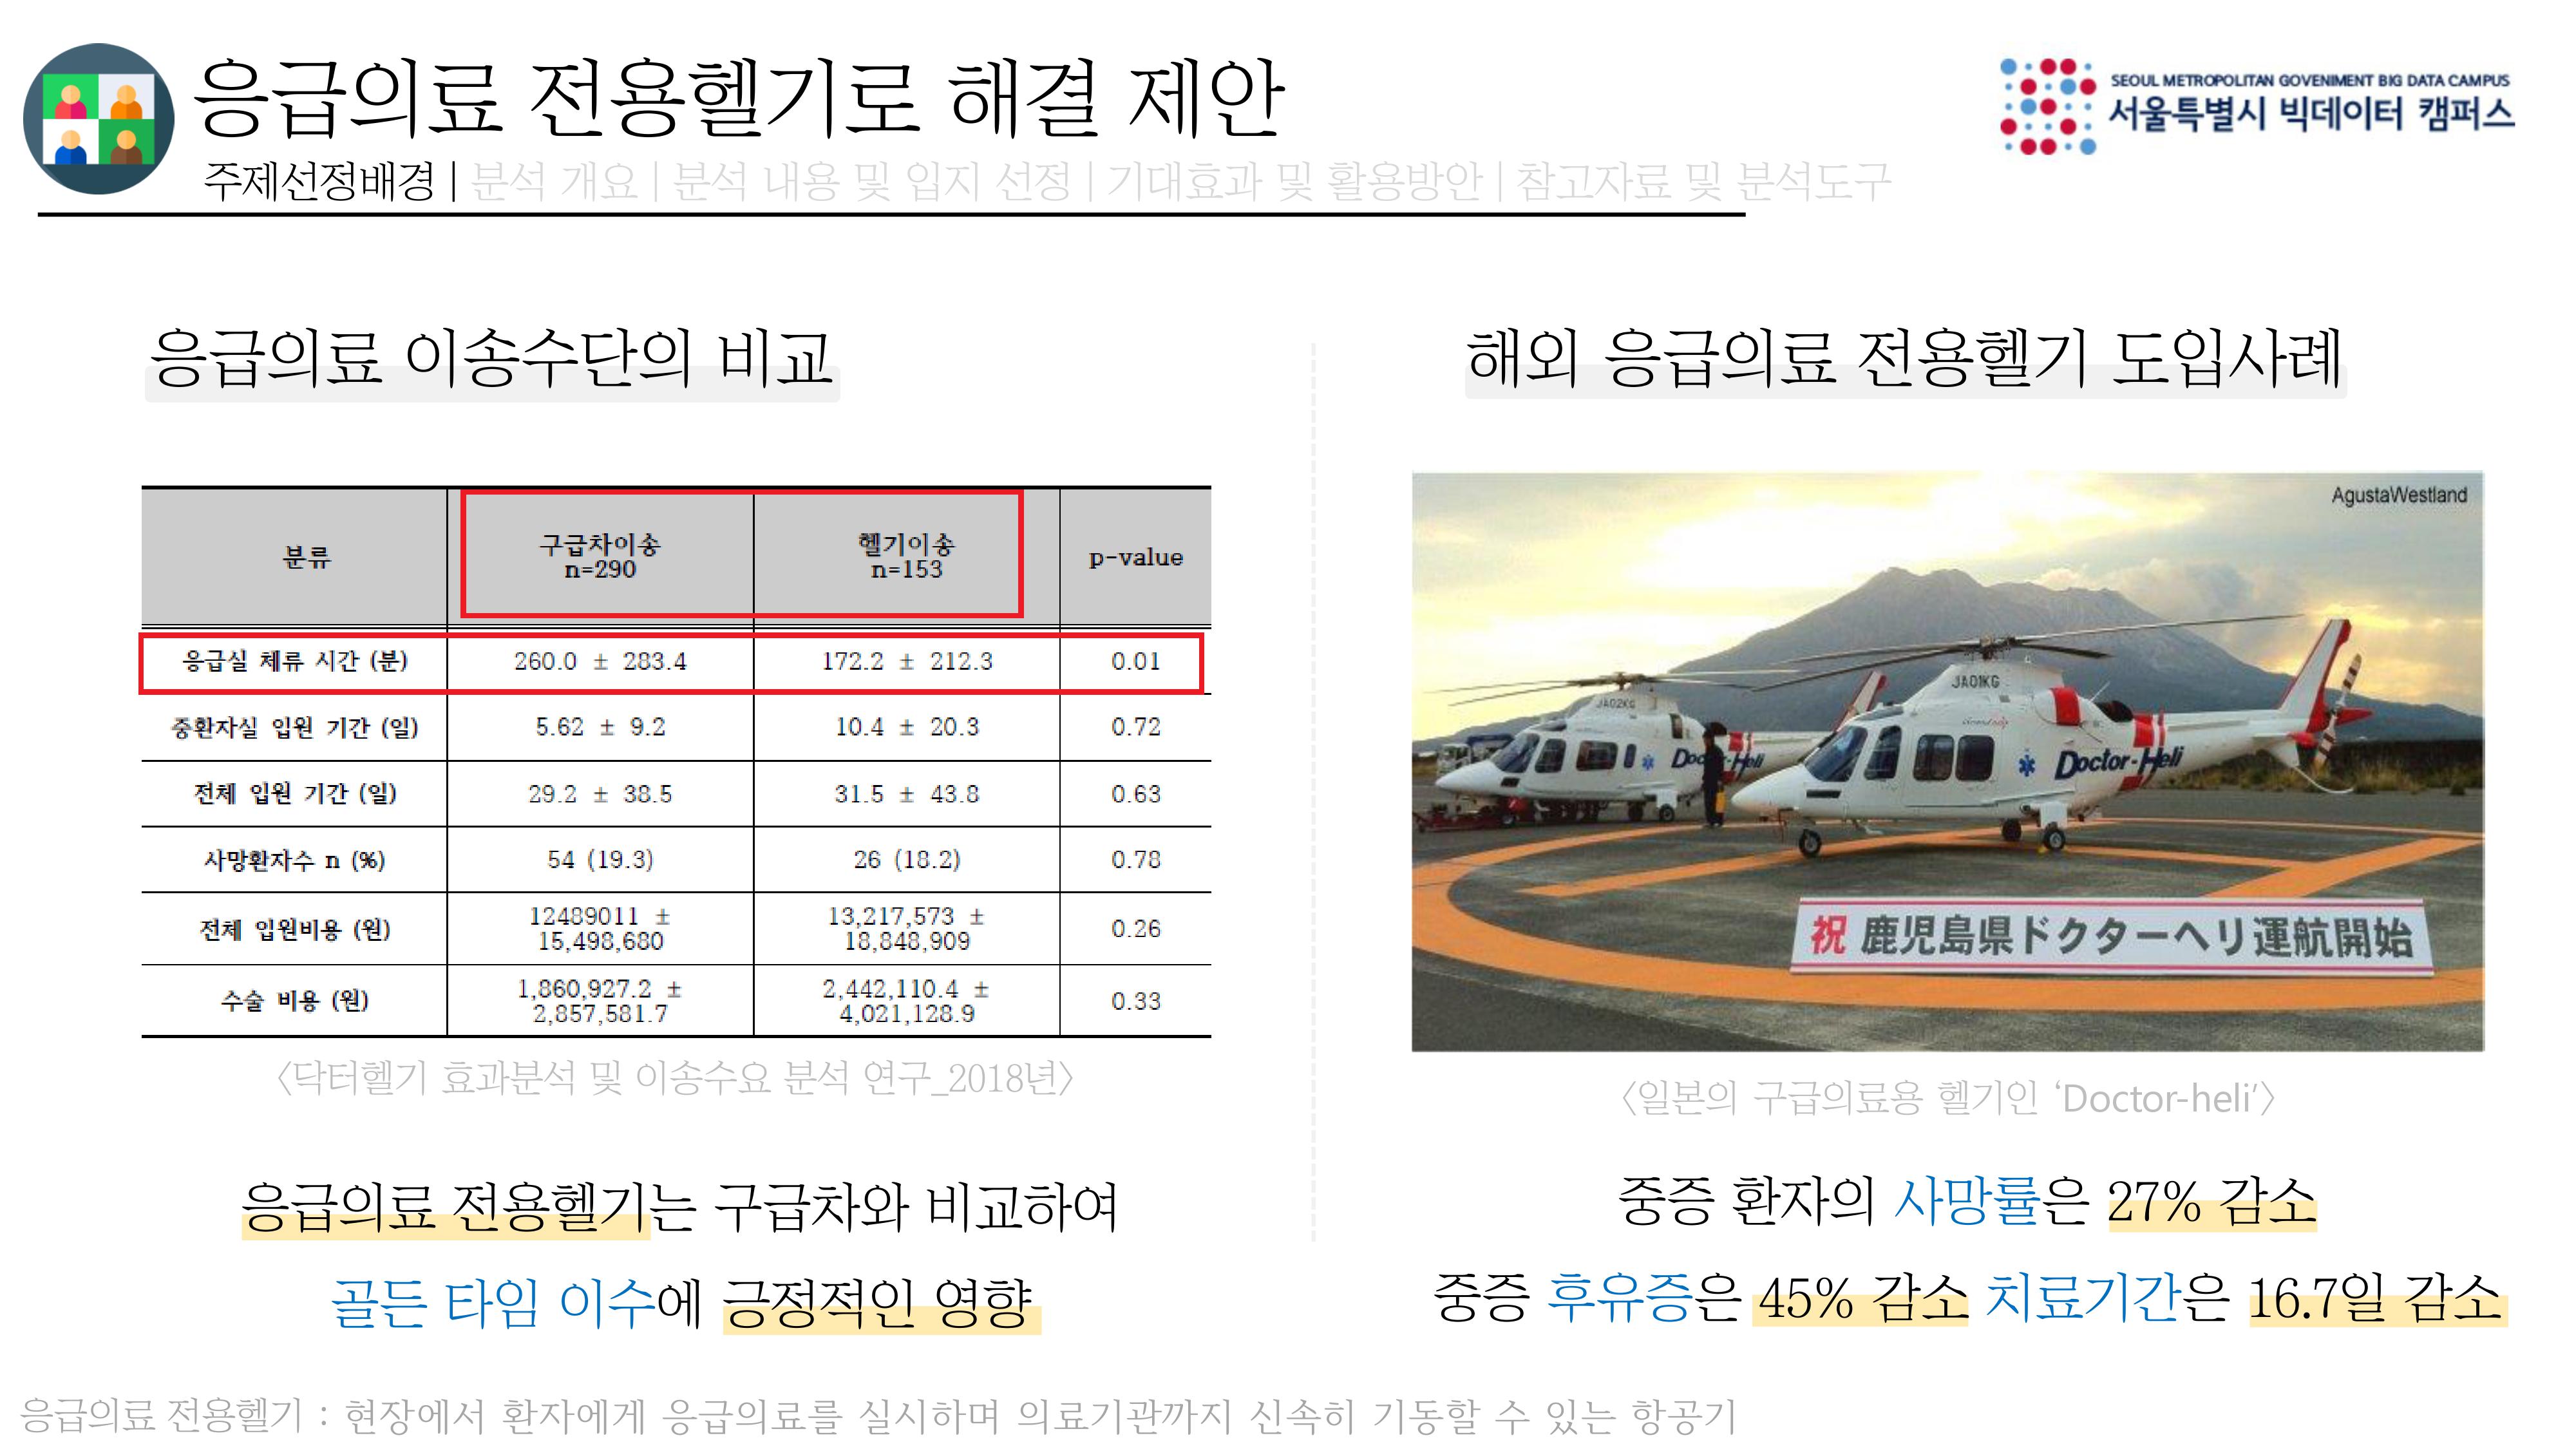 응급의료 전용헬기로 해결 제안
SEOUL METROPOLITAN GOVENIMENT BIG DATA CAMPUS
서울특별시 빅데이터 캠퍼스
주제선정배경 | 분석 개요 | 분석 내용 및 입지 선정 | 기대효과 및 활용방안 | 참고자료 및 분석도구
응급의료 이송수단의 비교
분류 구급차이송 n=290 헬기이송 n=153 p-value
응급실 체류 시간 (분) 260.0 ± 283.4 172.2 ± 212.3 0.01
중환자실 입원 기간 (일) 5.62 ± 9.2 10.4 ± 20.3 0.72
전체 입원 기간 (일) 29.2 ± 38.5 31.5 ± 43.8 0.63
사망환자수 n (%) 54 (19.3) 26 (18.2) 0.78
전체 입원비용 (원) 12489011 ± 15,498,680 13,217,573 ± 18,848,909 0.26
수술 비용 (원) 1,860,927.2 ± 2,857,581.7 2,442,110.4 ± 4,021,128.9 0.33
<닥터헬기 효과분석 및 이송수요 분석 연구_2018년>
응급의료 전용헬기는 구급차와 비교하여
골든 타임 이수에 긍정적인 영향
해외 응급의료 전용헬기 도입사례
AgustaWestland
JA01KG
JA02KG
Doctor-Heli
Doctor-Heli
祝 鹿児島県ドクターヘリ運航開始
<일본의 구급의료용 헬기인 ‘Doctor-heli’>
중증 환자의 사망률은 27% 감소
중증 후유증은 45% 감소 치료기간은 16.7일 감소
응급의료 전용헬기 : 현장에서 환자에게 응급의료를 실시하며 의료기관까지 신속히 기동할 수 있는 항공기